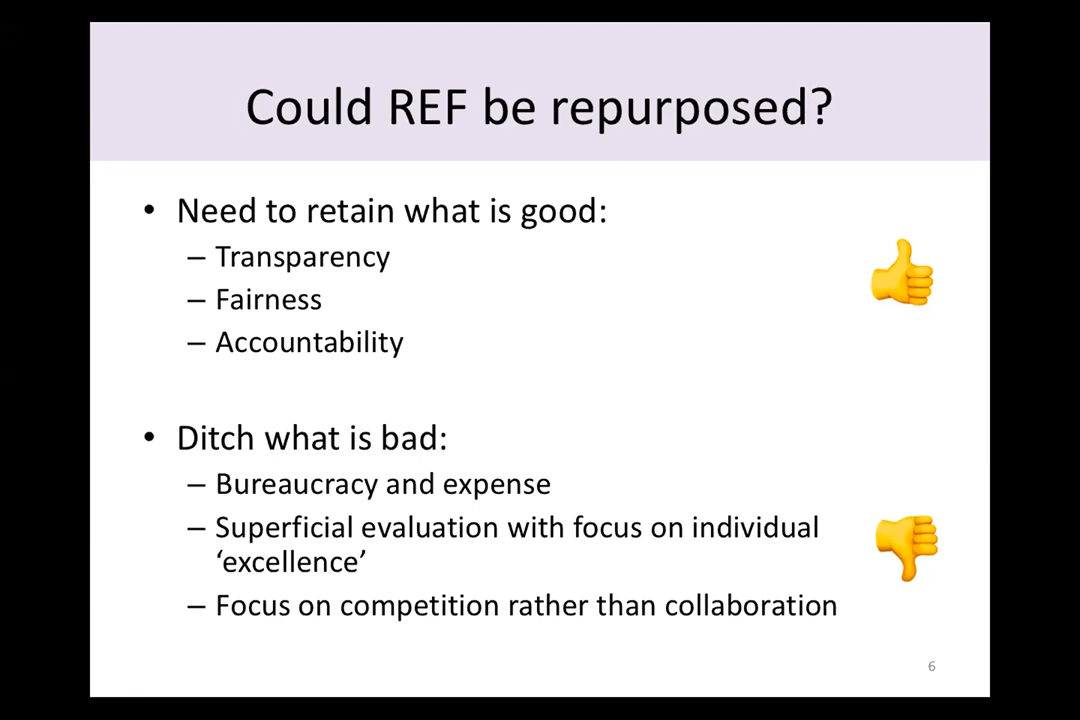 Could REF be repurposed?
• Need to retain what is good:
– Transparency
– Fairness
– Accountability
• Ditch what is bad:
– Bureaucracy and expense
– Superficial evaluation with focus on individual
‘excellence’
– Focus on competition rather than collaboration
6